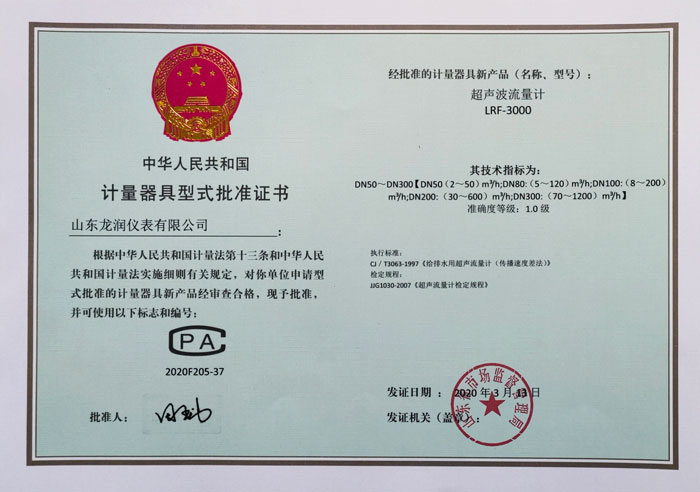 中华人民共和国
计量器具型式批准证书
山东龙润仪表有限公司：
根据中华人民共和国计量法第十三条和中华人民
共和国计量法实施细则有关规定，对你单位申请型
式批准的计量器具新产品经审查合格，现予批准，
并可使用以下标志和编号：
CPA
2020F205-37
批准人：
经批准的计量器具新产品（名称、型号）：
超声波流量计
LRF-3000
其技术指标为：
DN50～DN300【DN50（2～50）m³/h;DN80:（5～120）m³/h;DN100:（8～200）
m³/h;DN200:（30～600）m³/h;DN300:（70～1200）m³/h】
准确度等级：1.0 级
执行标准：
CJ／T3063-1997《给排水用超声流量计（传播速度差法）》
检定规程：
JJG1030-2007《超声流量计检定规程》
发证日期：2020 年 3 月 13 日
发证机关（盖章）：
山东省市场监督管理局